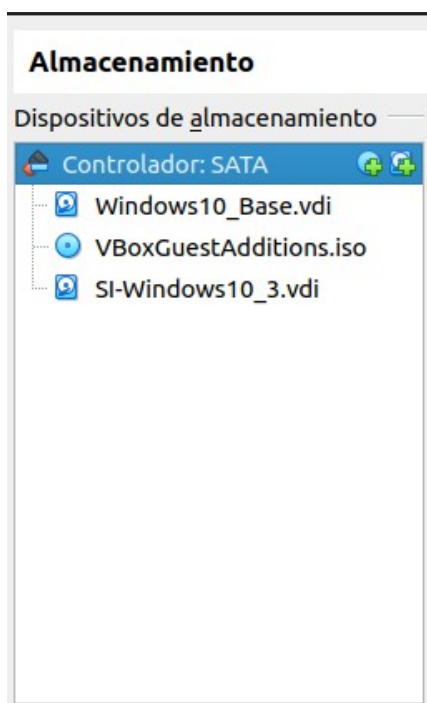 Almacenamiento
Dispositivos de almacenamiento
Controlador: SATA
Windows10_Base.vdi
VBoxGuestAdditions.iso
SI-Windows10_3.vdi